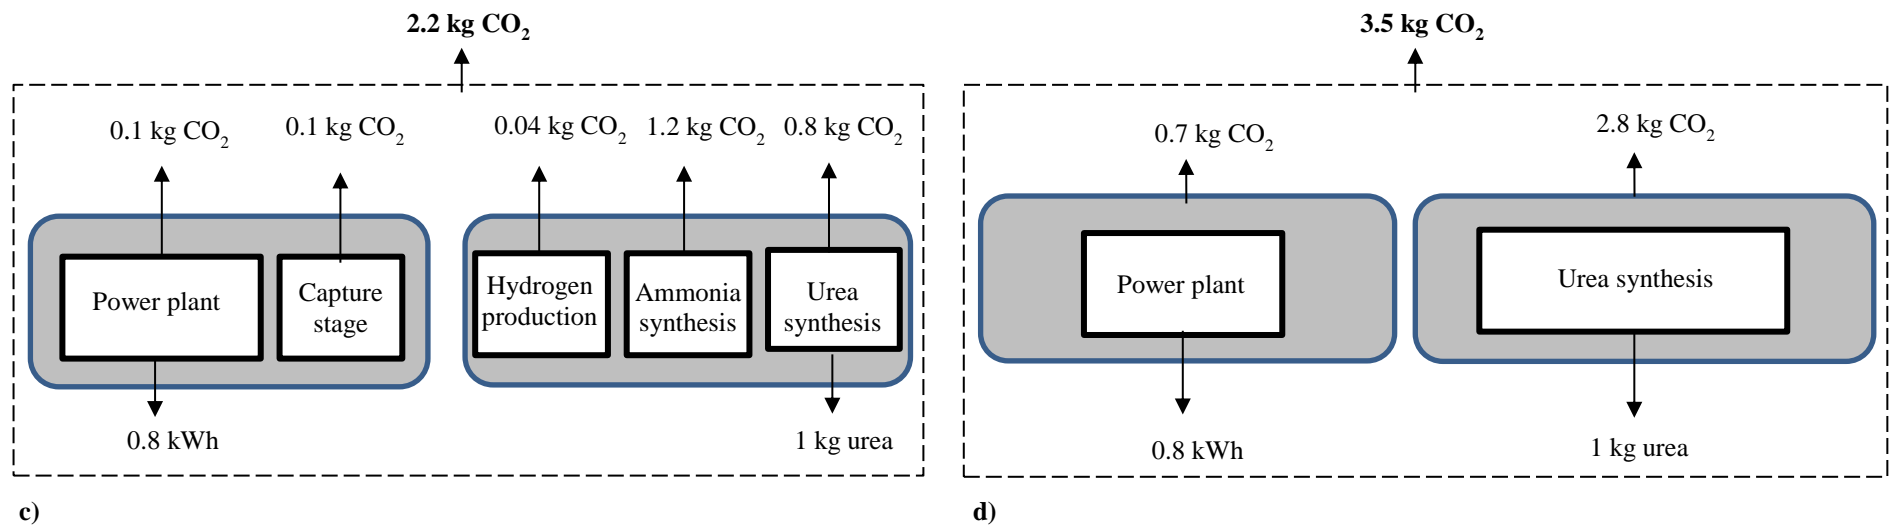 2.2 kg CO2
0.1 kg CO2
0.1 kg CO2
0.04 kg CO2
1.2 kg CO2
0.8 kg CO2
Power plant
Capture
stage
Hydrogen
production
Ammonia
synthesis
Urea
synthesis
0.8 kWh
1 kg urea
c)
3.5 kg CO2
0.7 kg CO2
2.8 kg CO2
Power plant
Urea synthesis
0.8 kWh
1 kg urea
d)